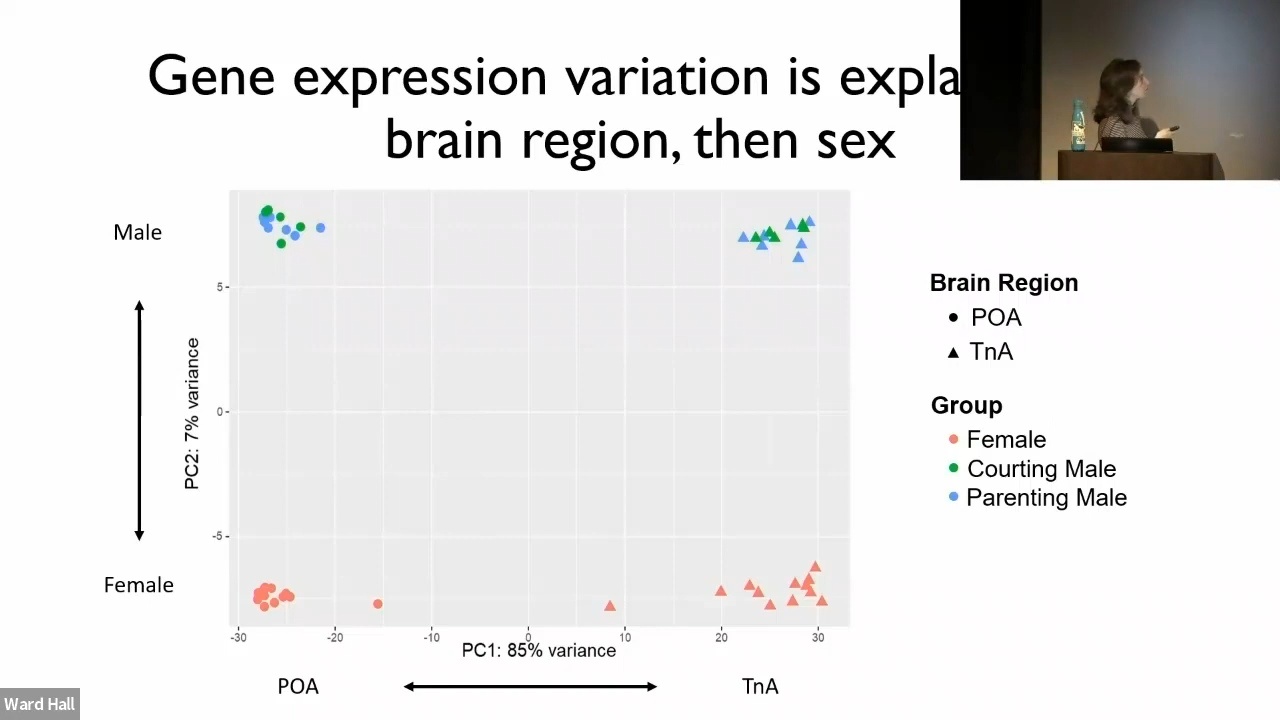 Gene expression variation is expla
brain region, then sex
Male
Female
PC2: 7% variance
5
0
-5
-30
-20
-10
0
10
20
30
PC1: 85% variance
POA
TnA
Brain Region
POA
TnA
Group
Female
Courting Male
Parenting Male
Ward Hall